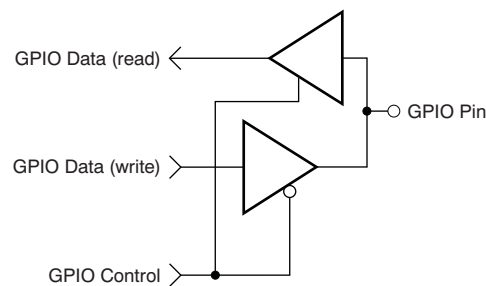 GPIO Data (read)
GPIO Pin
GPIO Data (write)
GPIO Control